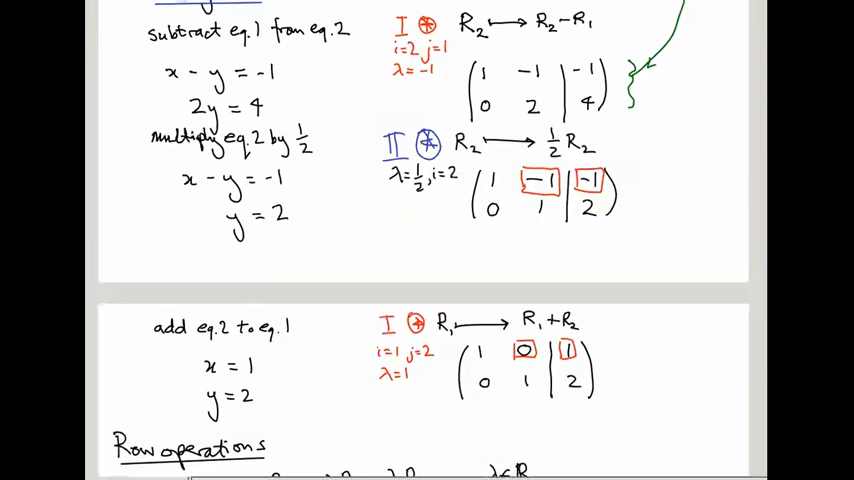 subtract eq.1 from eq.2
I ⊛ R₂ ⟼ R₂-R₁
i=2 j=1
λ=-1
x - y = -1
2y = 4
( 1 -1 | -1 )
( 0 2 | 4 )
multiply eq.2 by 1/2
II ⊛ R₂ ⟼ 1/2 R₂
λ=1/2, i=2
x - y = -1
y = 2
( 1 -1 | -1 )
( 0 1 | 2 )
add eq.2 to eq.1
I ⊛ R₁ ⟼ R₁+R₂
i=1 j=2
λ=1
x = 1
y = 2
( 1 0 | 1 )
( 0 1 | 2 )
Row operations